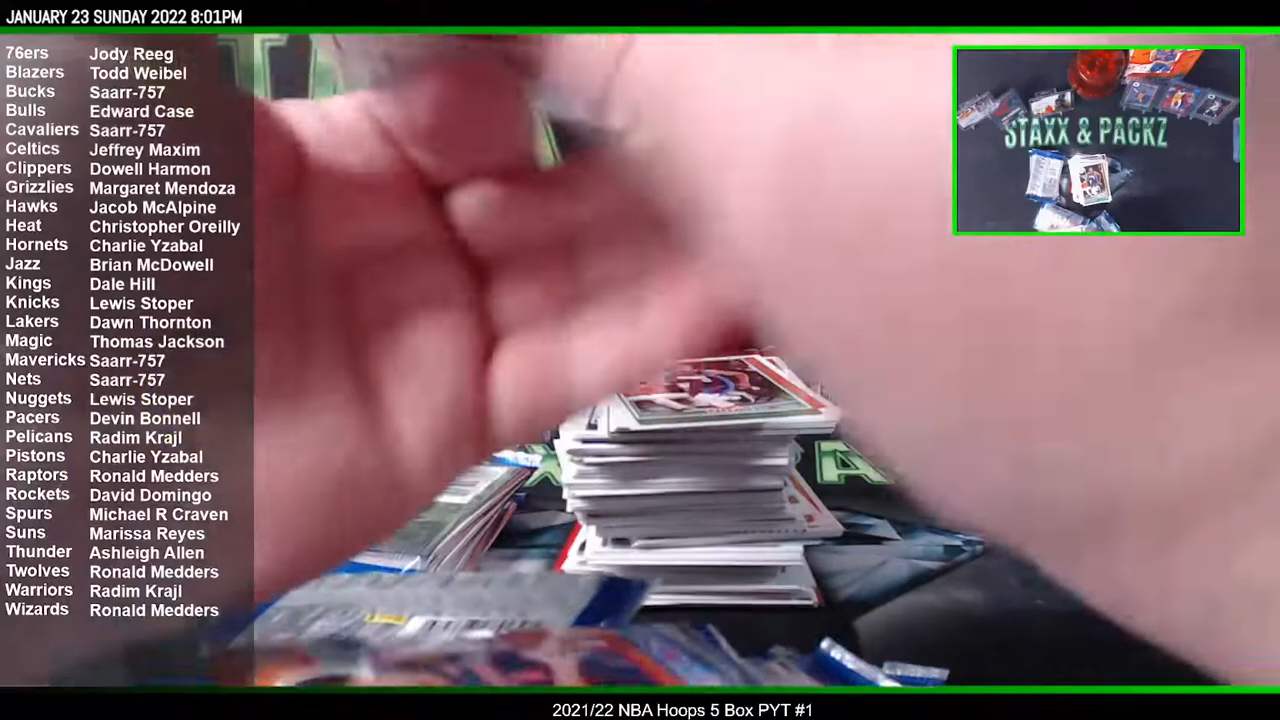 JANUARY 23 SUNDAY 2022 8:01PM
76ers Jody Reeg
Blazers Todd Weibel
Bucks Saarr-757
Bulls Edward Case
Cavaliers Saarr-757
Celtics Jeffrey Maxim
Clippers Dowell Harmon
Grizzlies Margaret Mendoza
Hawks Jacob McAlpine
Heat Christopher Oreilly
Hornets Charlie Yzabal
Jazz Brian McDowell
Kings Dale Hill
Knicks Lewis Stoper
Lakers Dawn Thornton
Magic Thomas Jackson
Mavericks Saarr-757
Nets Saarr-757
Nuggets Lewis Stoper
Pacers Devin Bonnell
Pelicans Radim Krajl
Pistons Charlie Yzabal
Raptors Ronald Medders
Rockets David Domingo
Spurs Michael R Craven
Suns Marissa Reyes
Thunder Ashleigh Allen
Twolves Ronald Medders
Warriors Radim Krajl
Wizards Ronald Medders
STAXX & PACKZ
2021/22 NBA Hoops 5 Box PYT #1